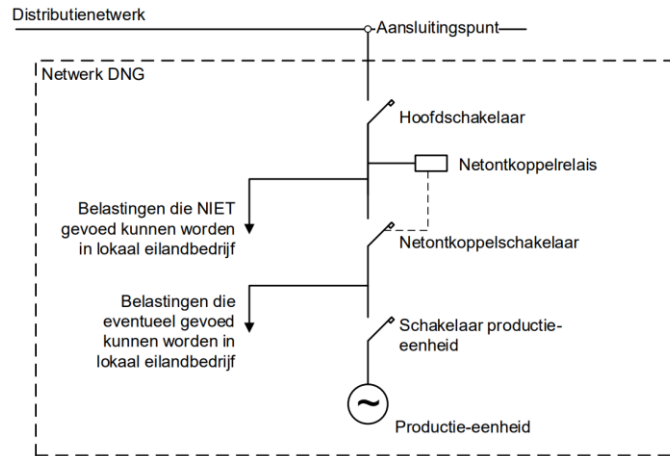 Distributienetwerk
Aansluitingspunt
Netwerk DNG
Hoofdschakelaar
Netontkoppelrelais
Belastingen die NIET
gevoed kunnen worden
in lokaal eilandbedrijf
Netontkoppelschakelaar
Belastingen die
eventueel gevoed
kunnen worden in
lokaal eilandbedrijf
Schakelaar productie-
eenheid
~
Productie-eenheid